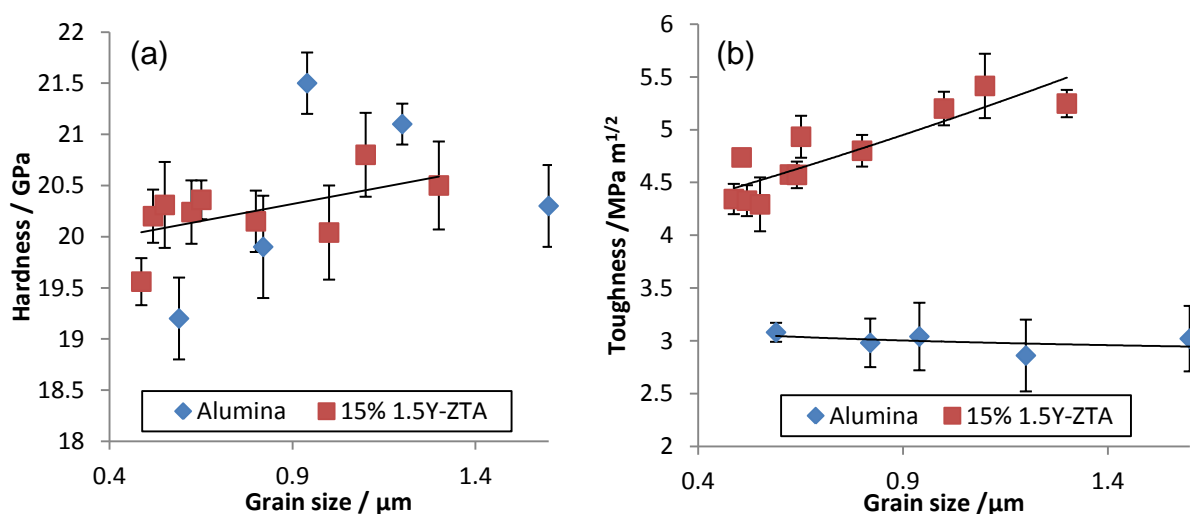 (a)
Hardness / GPa
22
21.5
21
20.5
20
19.5
19
18.5
18
Alumina 15% 1.5Y-ZTA
0.4 0.9 1.4
Grain size / μm
(b)
Toughness /MPa m^1/2
6
5.5
5
4.5
4
3.5
3
2.5
2
Alumina 15% 1.5Y-ZTA
0.4 0.9 1.4
Grain size / μm